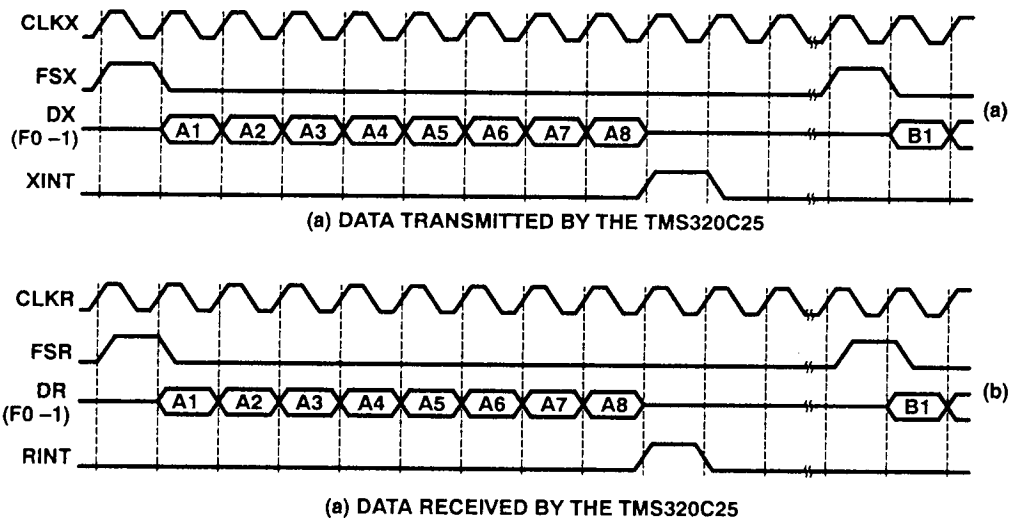 CLKX
FSX
(a)
DX
(F0 –1)
A1 A2 A3 A4 A5 A6 A7 A8 B1
XINT
(a) DATA TRANSMITTED BY THE TMS320C25
CLKR
FSR
DR
(F0 –1)
A1 A2 A3 A4 A5 A6 A7 A8 B1
(b)
RINT
(a) DATA RECEIVED BY THE TMS320C25